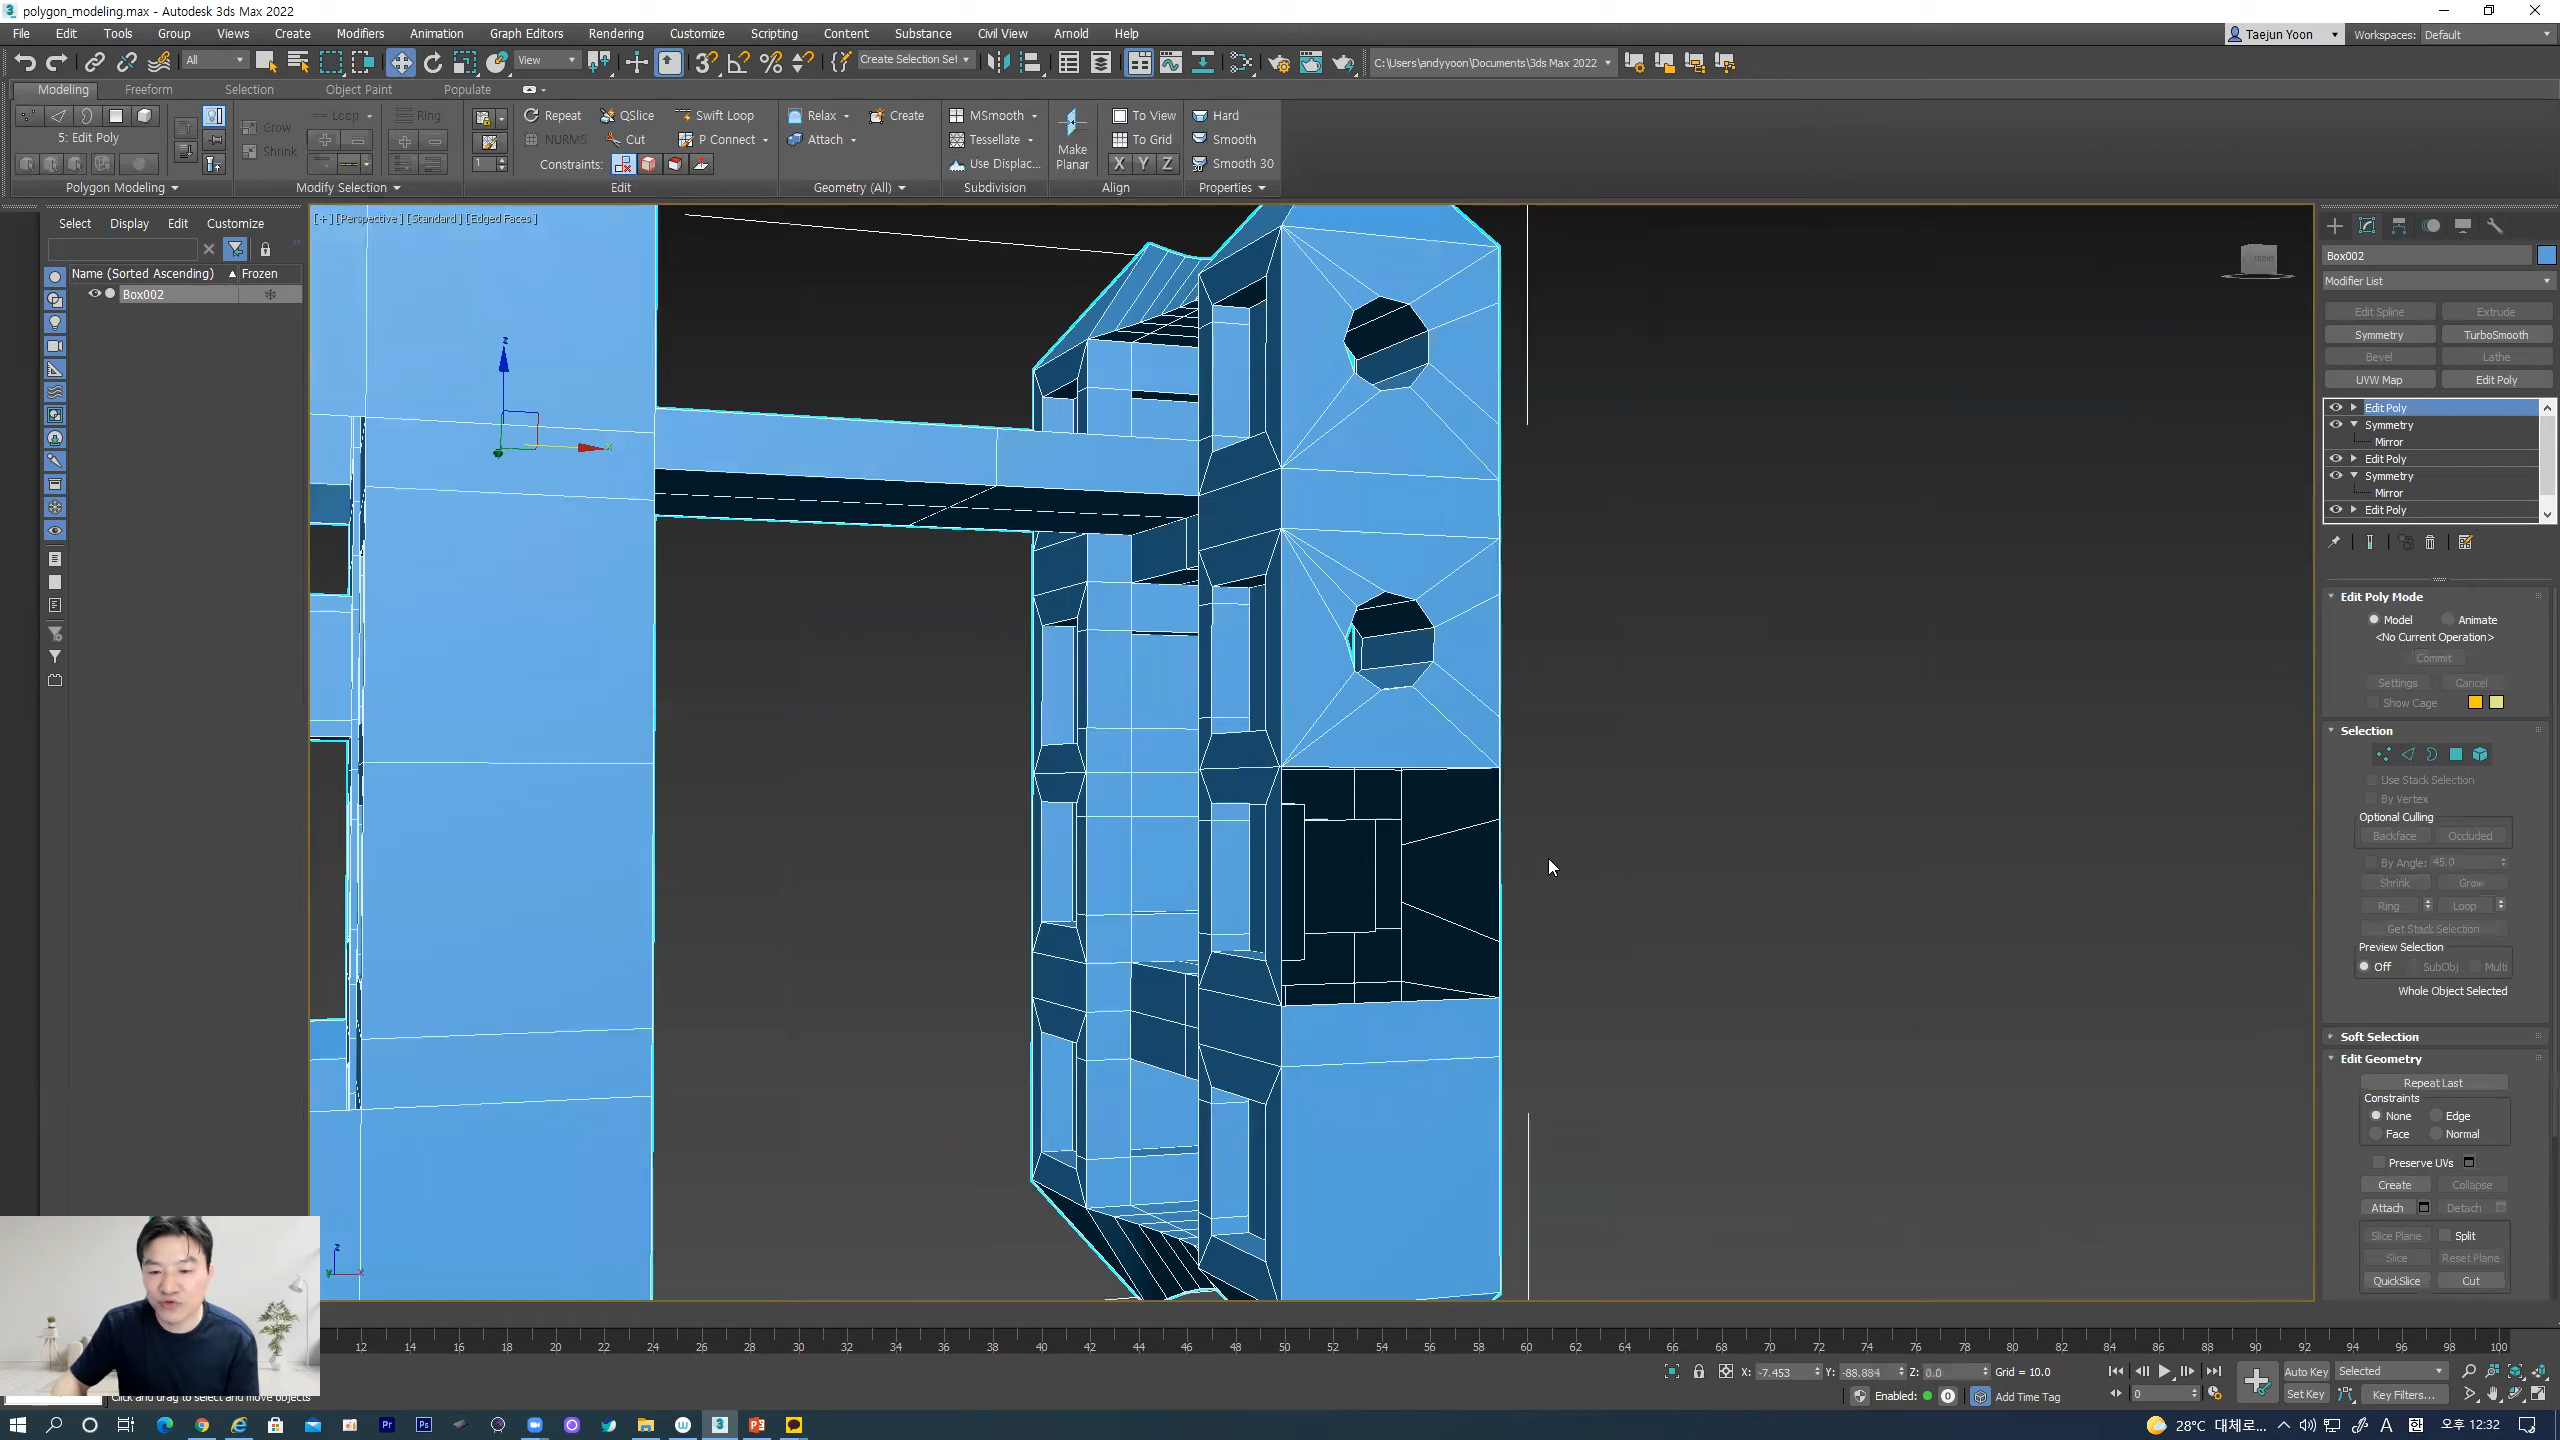 polygon_modeling.max - Autodesk 3ds Max 2022
File Edit Tools Group Views Create Modifiers Animation Graph Editors Rendering Customize Scripting Content Substance Civil View Arnold Help
Taejun Yoon
Workspaces: Default
All
View
Create Selection Set
C:\Users\andyyoon\Documents\3ds Max 2022
Modeling Freeform Selection Object Paint Populate
5: Edit Poly
Grow
Shrink
Loop
Ring
Repeat
QSlice
Swift Loop
NURMS
Cut
P Connect
Constraints:
1
Relax
Create
Attach
MSmooth
Tessellate
Use Displac...
Make
Planar
To View
To Grid
X Y Z
Hard
Smooth
Smooth 30
30
Polygon Modeling
Modify Selection
Edit
Geometry (All)
Subdivision
Align
Properties
Select Display Edit Customize
Name (Sorted Ascending)
Frozen
Box002
[+] [Perspective] [Standard] [Edged Faces]
z
x
FRONT
Box002
Modifier List
Edit Spline
Extrude
Symmetry
TurboSmooth
Bevel
Lathe
UVW Map
Edit Poly
Edit Poly
Symmetry
Mirror
Edit Poly
Symmetry
Mirror
Edit Poly
Edit Poly Mode
Model
Animate
<No Current Operation>
Commit
Settings
Cancel
Show Cage
Selection
Use Stack Selection
By Vertex
Optional Culling
Backface
Occluded
By Angle: 45.0
Shrink
Grow
Ring
Loop
Get Stack Selection
Preview Selection
Off
SubObj
Multi
Whole Object Selected
Soft Selection
Edit Geometry
Repeat Last
Constraints
None
Edge
Face
Normal
Preserve UVs
Create
Collapse
Attach
Detach
Slice Plane
Split
Slice
Reset Plane
QuickSlice
Cut
z
y
x
12 14 16 18 20 22 24 26 28 30 32 34 36 38 40 42 44 46 48 50 52 54 56 58 60 62 64 66 68 70 72 74 76 78 80 82 84 86 88 90 92 94 96 98 100
X: -7.453
Y: -88.884
Z: 0.0
Grid = 10.0
Auto Key
Selected
Click and drag to select and move objects
Enabled:
0
Add Time Tag
0
Set Key
Key Filters...
Pr
Ps
28°C 대체로...
A
한
오후 12:32